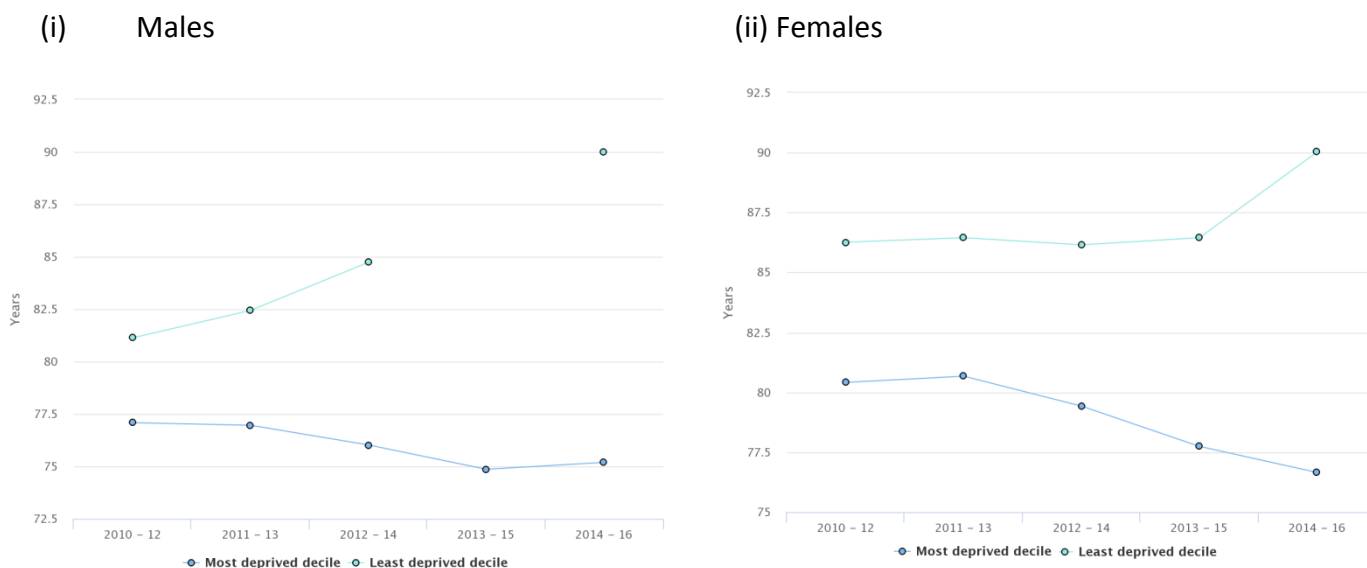 (i) Males
92.5
90
87.5
85
82.5
80
77.5
75
72.5
Years
2010 – 12 2011 – 13 2012 – 14 2013 – 15 2014 – 16
Most deprived decile Least deprived decile
(ii) Females
92.5
90
87.5
85
82.5
80
77.5
75
Years
2010 – 12 2011 – 13 2012 – 14 2013 – 15 2014 – 16
Most deprived decile Least deprived decile